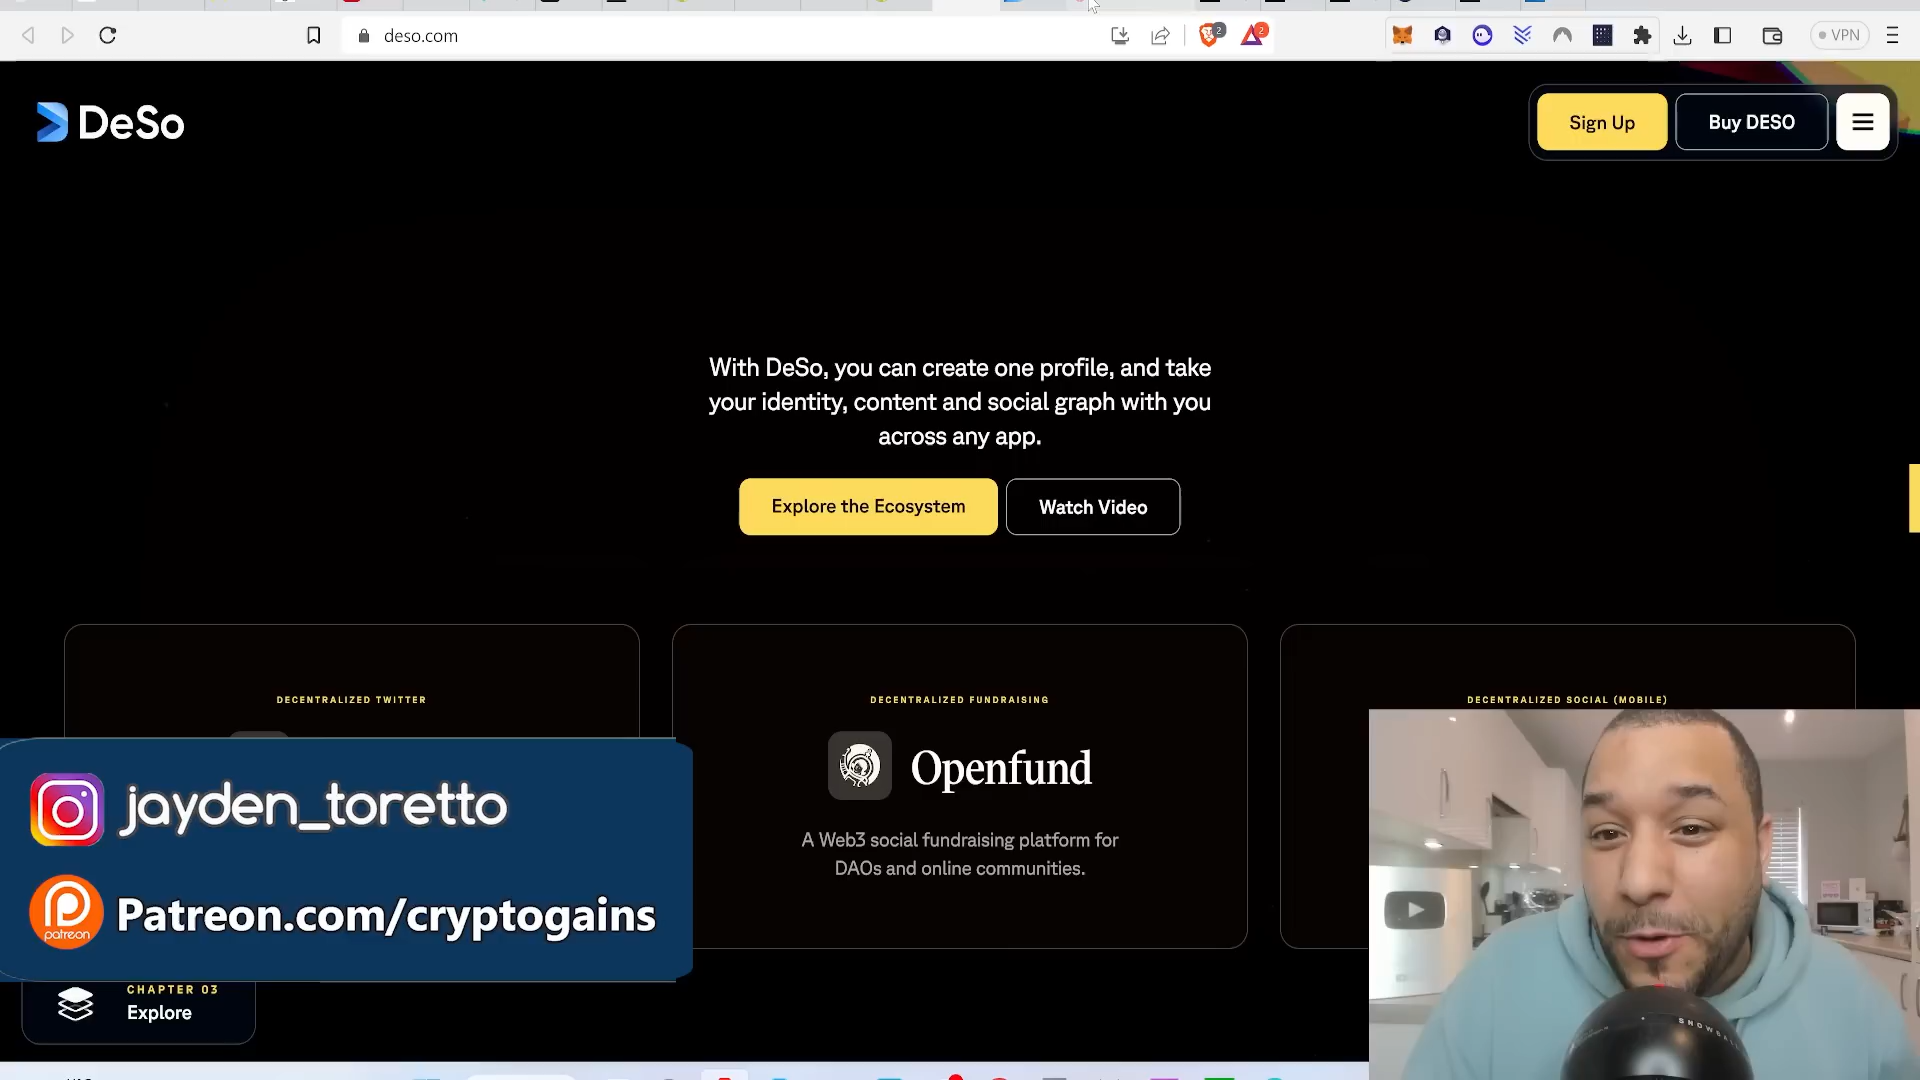 deso.com
2
2
VPN
DeSo
Sign Up
Buy DESO
With DeSo, you can create one profile, and take
your identity, content and social graph with you
across any app.
Explore the Ecosystem
Watch Video
DECENTRALIZED TWITTER
DECENTRALIZED FUNDRAISING
Openfund
A Web3 social fundraising platform for
DAOs and online communities.
DECENTRALIZED SOCIAL (MOBILE)
jayden_toretto
patreon
Patreon.com/cryptogains
CHAPTER 03
Explore